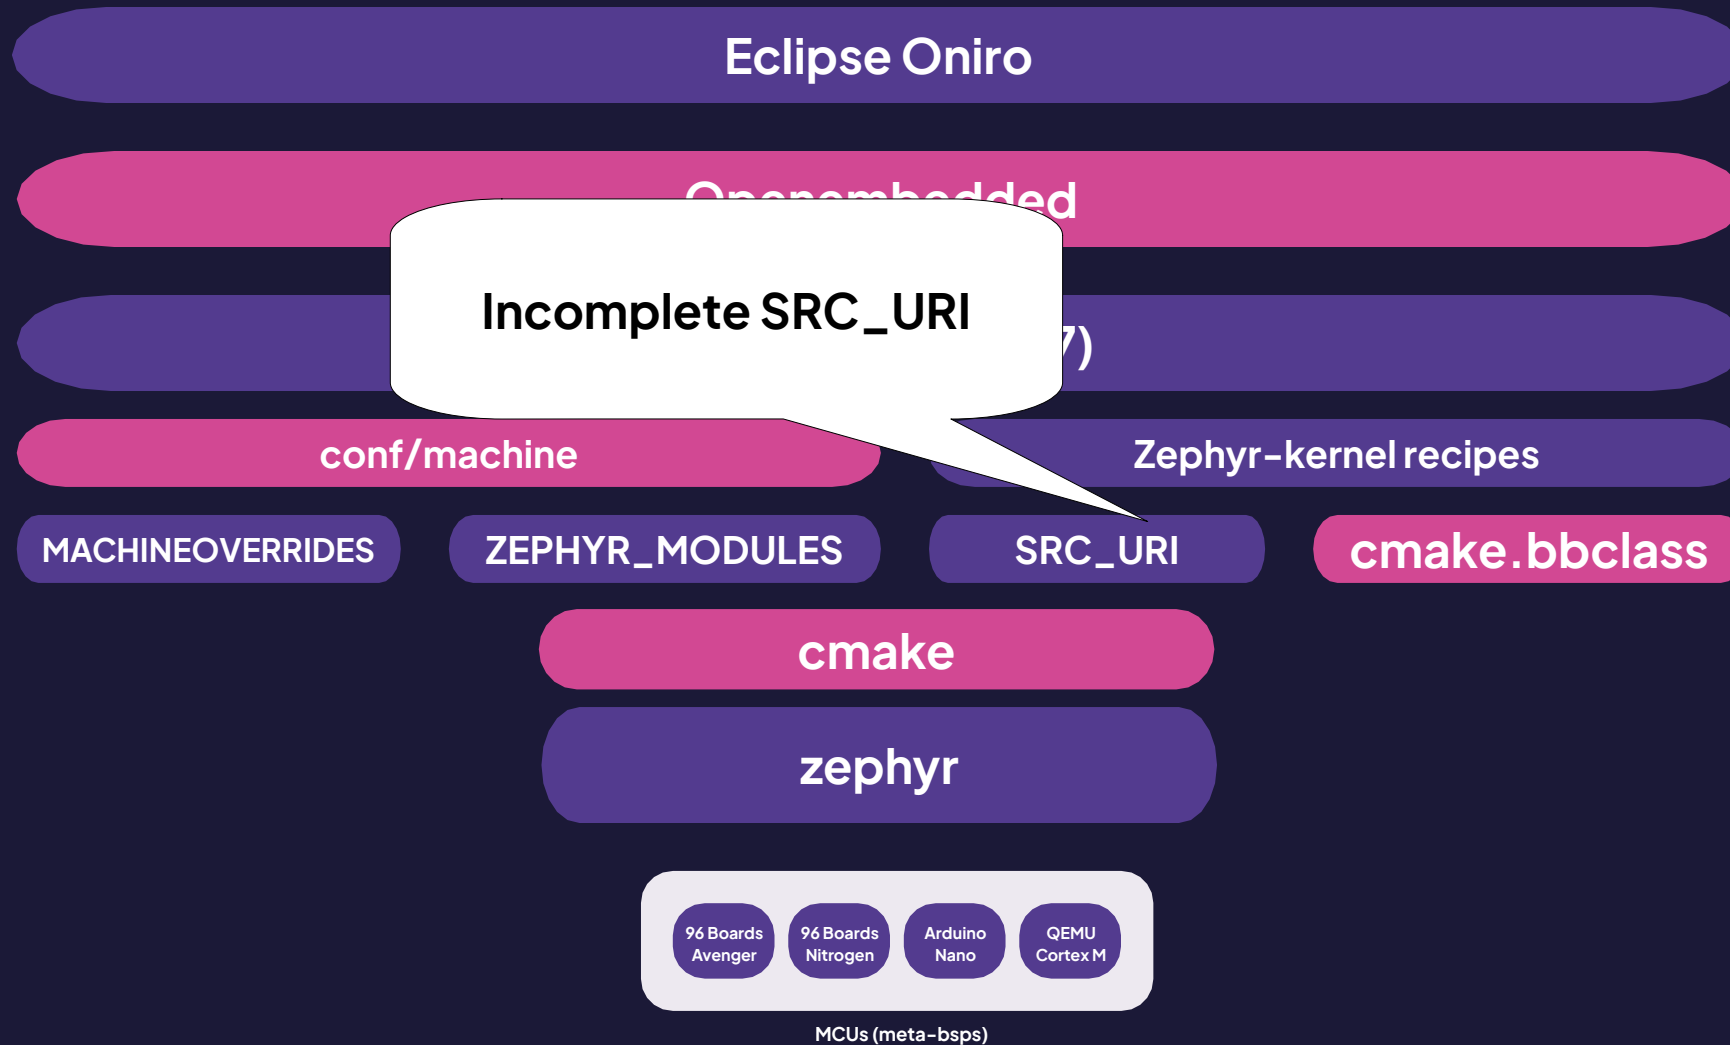 Eclipse Oniro
Openembedded
Incomplete SRC_URI
7)
conf/machine
Zephyr-kernel recipes
MACHINEOVERRIDES
ZEPHYR_MODULES
SRC_URI
cmake.bbclass
cmake
zephyr
96 Boards
Avenger
96 Boards
Nitrogen
Arduino
Nano
QEMU
Cortex M
MCUs (meta-bsps)